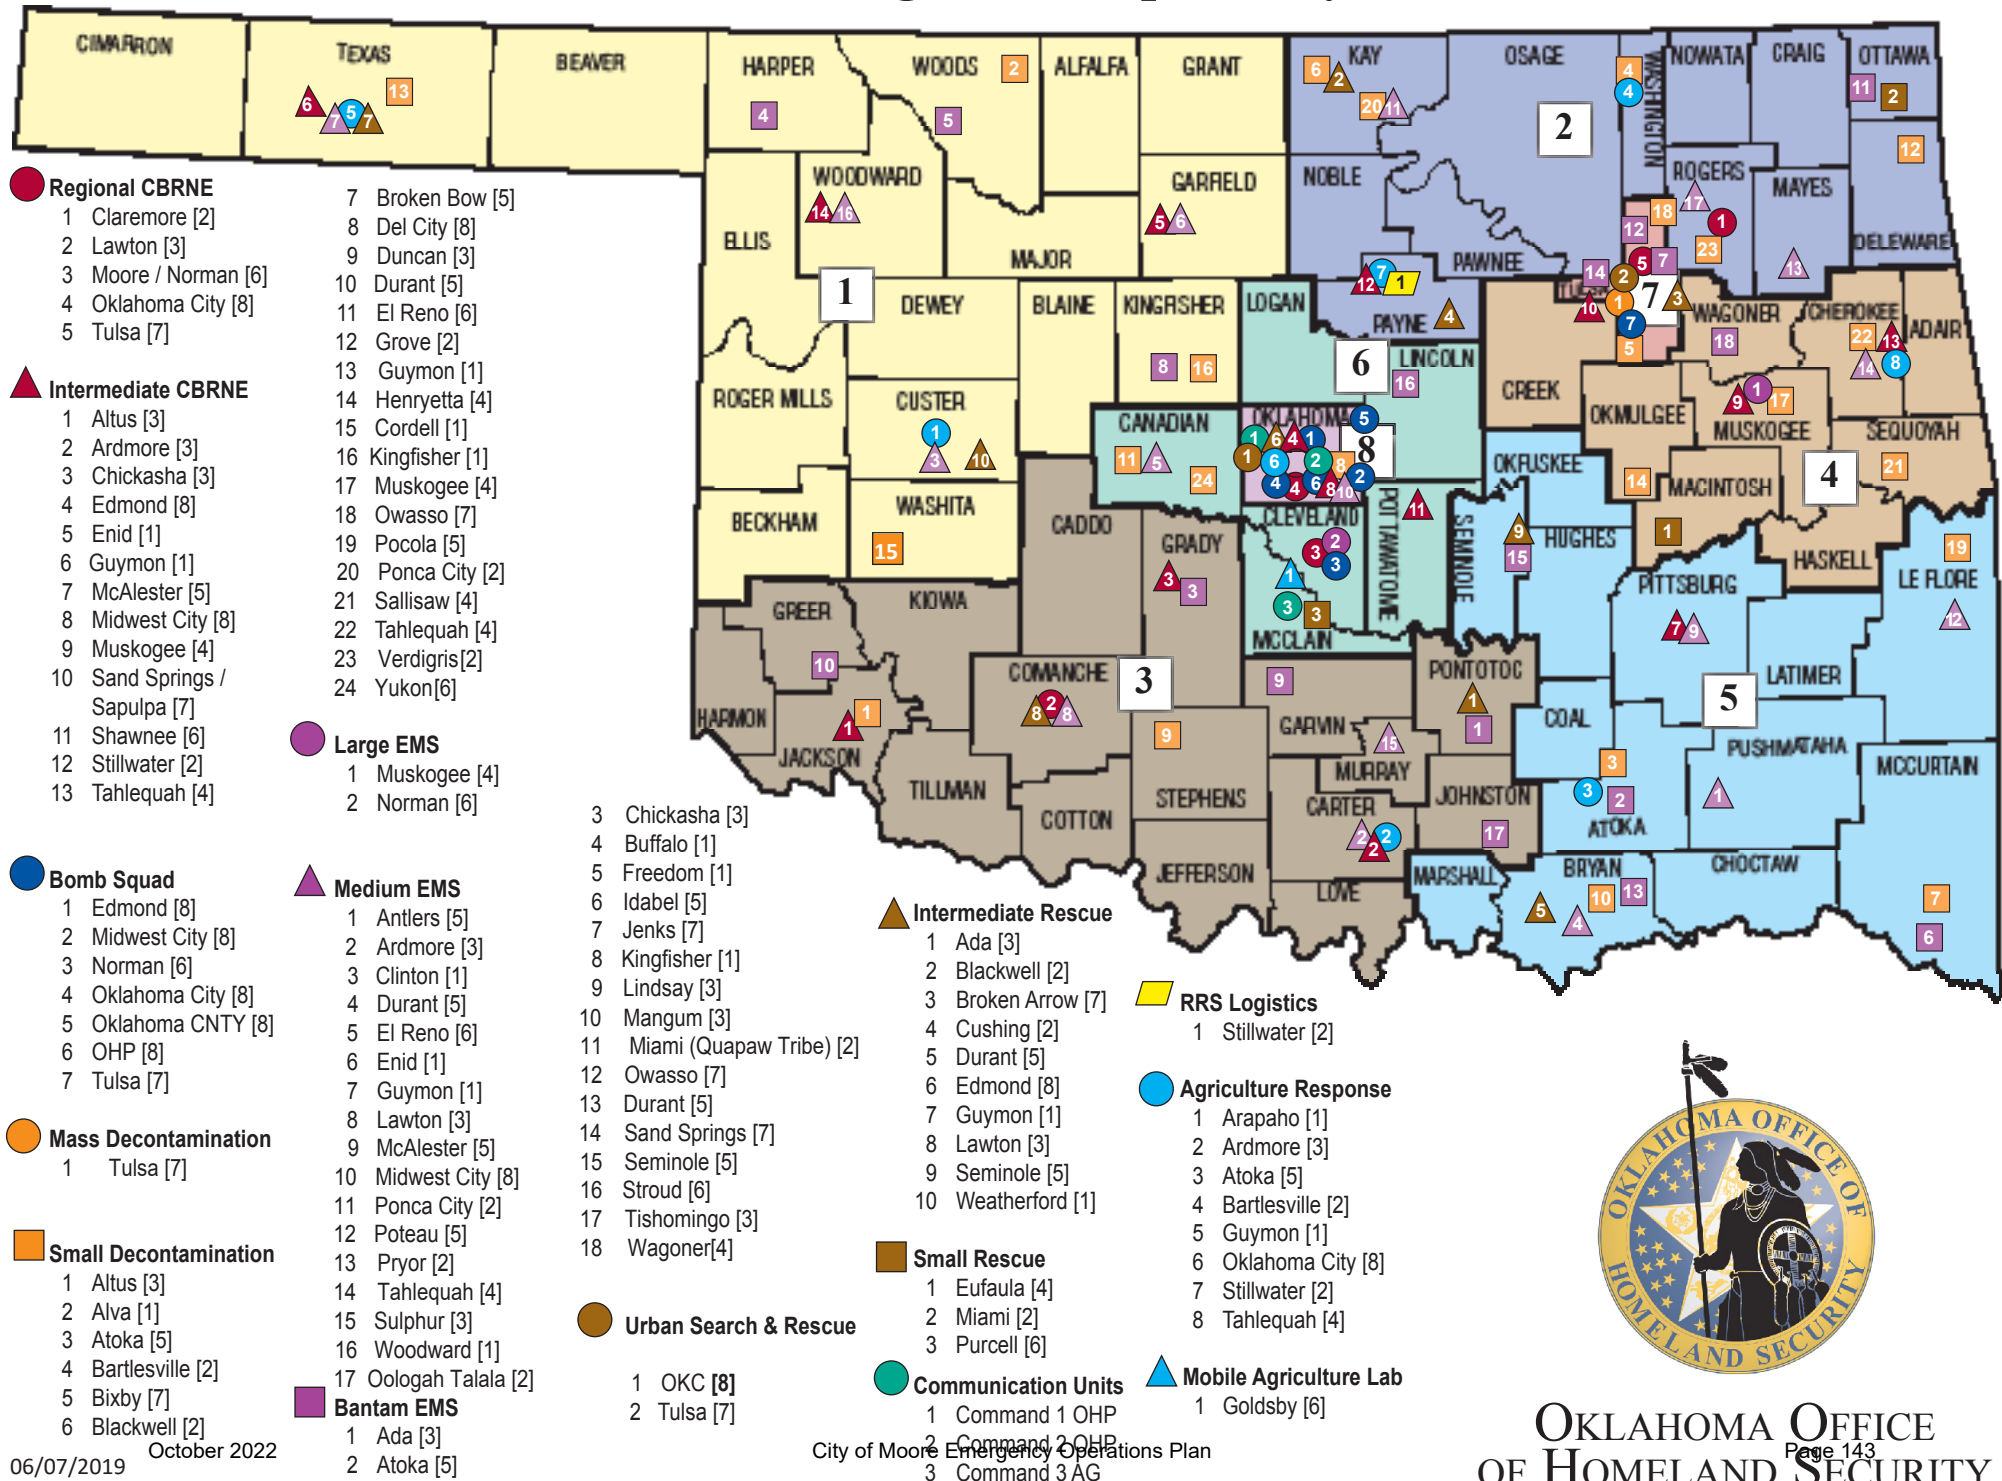 CIMARRON
TEXAS
BEAVER
HARPER
WOODS
ALFALFA
GRANT
KAY
OSAGE
WASHINGTON
NOWATA
CRAIG
OTTAWA
WOODWARD
GARFIELD
NOBLE
ROGERS
MAYES
DELEWARE
ELLIS
MAJOR
PAWNEE
DEWEY
BLAINE
KINGFISHER
LOGAN
PAYNE
TULSA
WAGONER
CHEROKEE
ADAIR
LINCOLN
ROGER MILLS
CUSTER
CANADIAN
OKLAHOMA
CREEK
OKMULGEE
MUSKOGEE
SEQUOYAH
BECKHAM
WASHITA
CADDO
GRADY
CLEVELAND
POTTAWATOME
SEMINOLE
OKFUSKEE
HUGHES
MACINTOSH
HASKELL
PITTSBURG
LE FLORE
GREER
KIOWA
MCCLAIN
COMANCHE
PONTOTOC
LATIMER
HARMON
JACKSON
GARVIN
COAL
PUSHMATAHA
MCCURTAIN
TILLMAN
COTTON
STEPHENS
MURRAY
CARTER
JOHNSTON
ATOKA
JEFFERSON
LOVE
MARSHALL
BRYAN
CHOCTAW
1
2
3
4
5
6
7
8
Regional CBRNE
1 Claremore [2]
2 Lawton [3]
3 Moore / Norman [6]
4 Oklahoma City [8]
5 Tulsa [7]
Intermediate CBRNE
1 Altus [3]
2 Ardmore [3]
3 Chickasha [3]
4 Edmond [8]
5 Enid [1]
6 Guymon [1]
7 McAlester [5]
8 Midwest City [8]
9 Muskogee [4]
10 Sand Springs /
Sapulpa [7]
11 Shawnee [6]
12 Stillwater [2]
13 Tahlequah [4]
Bomb Squad
1 Edmond [8]
2 Midwest City [8]
3 Norman [6]
4 Oklahoma City [8]
5 Oklahoma CNTY [8]
6 OHP [8]
7 Tulsa [7]
Mass Decontamination
1 Tulsa [7]
Small Decontamination
1 Altus [3]
2 Alva [1]
3 Atoka [5]
4 Bartlesville [2]
5 Bixby [7]
6 Blackwell [2]
7 Broken Bow [5]
8 Del City [8]
9 Duncan [3]
10 Durant [5]
11 El Reno [6]
12 Grove [2]
13 Guymon [1]
14 Henryetta [4]
15 Cordell [1]
16 Kingfisher [1]
17 Muskogee [4]
18 Owasso [7]
19 Pocola [5]
20 Ponca City [2]
21 Sallisaw [4]
22 Tahlequah [4]
23 Verdigris[2]
24 Yukon[6]
Large EMS
1 Muskogee [4]
2 Norman [6]
Medium EMS
1 Antlers [5]
2 Ardmore [3]
3 Clinton [1]
4 Durant [5]
5 El Reno [6]
6 Enid [1]
7 Guymon [1]
8 Lawton [3]
9 McAlester [5]
10 Midwest City [8]
11 Ponca City [2]
12 Poteau [5]
13 Pryor [2]
14 Tahlequah [4]
15 Sulphur [3]
16 Woodward [1]
17 Oologah Talala [2]
Bantam EMS
1 Ada [3]
2 Atoka [5]
3 Chickasha [3]
4 Buffalo [1]
5 Freedom [1]
6 Idabel [5]
7 Jenks [7]
8 Kingfisher [1]
9 Lindsay [3]
10 Mangum [3]
11 Miami (Quapaw Tribe) [2]
12 Owasso [7]
13 Durant [5]
14 Sand Springs [7]
15 Seminole [5]
16 Stroud [6]
17 Tishomingo [3]
18 Wagoner[4]
Urban Search & Rescue
1 OKC [8]
2 Tulsa [7]
Intermediate Rescue
1 Ada [3]
2 Blackwell [2]
3 Broken Arrow [7]
4 Cushing [2]
5 Durant [5]
6 Edmond [8]
7 Guymon [1]
8 Lawton [3]
9 Seminole [5]
10 Weatherford [1]
Small Rescue
1 Eufaula [4]
2 Miami [2]
3 Purcell [6]
Communication Units
1 Command 1 OHP
2 Command 2 OHP
3 Command 3 AG
RRS Logistics
1 Stillwater [2]
Agriculture Response
1 Arapaho [1]
2 Ardmore [3]
3 Atoka [5]
4 Bartlesville [2]
5 Guymon [1]
6 Oklahoma City [8]
7 Stillwater [2]
8 Tahlequah [4]
Mobile Agriculture Lab
1 Goldsby [6]
OKLAHOMA OFFICE OF
HOMELAND SECURITY
OKLAHOMA OFFICE
OF HOMELAND SECURITY
06/07/2019
October 2022
City of Moore Emergency Operations Plan
Page 143